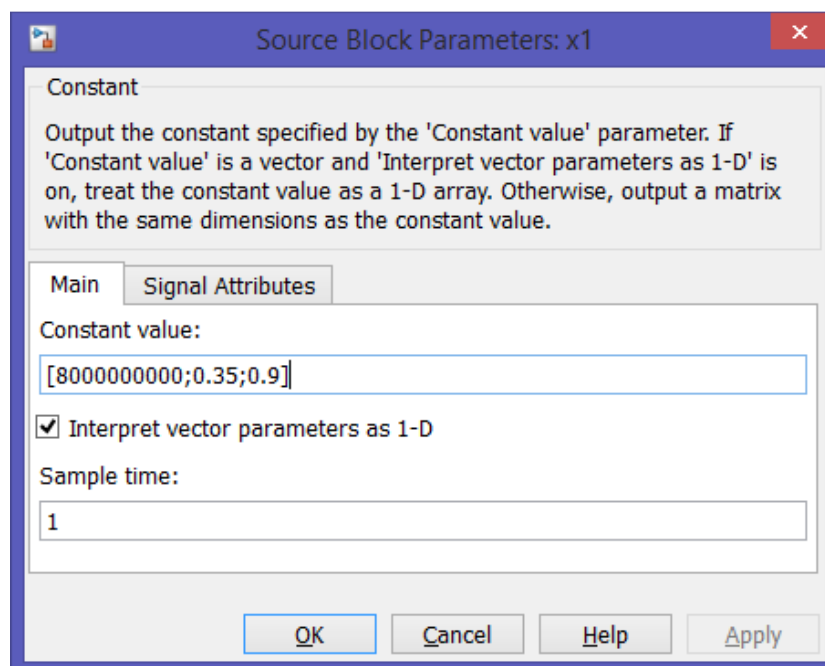 Source Block Parameters: x1
Constant
Output the constant specified by the 'Constant value' parameter. If
'Constant value' is a vector and 'Interpret vector parameters as 1-D' is
on, treat the constant value as a 1-D array. Otherwise, output a matrix
with the same dimensions as the constant value.
Main Signal Attributes
Constant value:
[8000000000;0.35;0.9]
Interpret vector parameters as 1-D
Sample time:
1
OK Cancel Help Apply